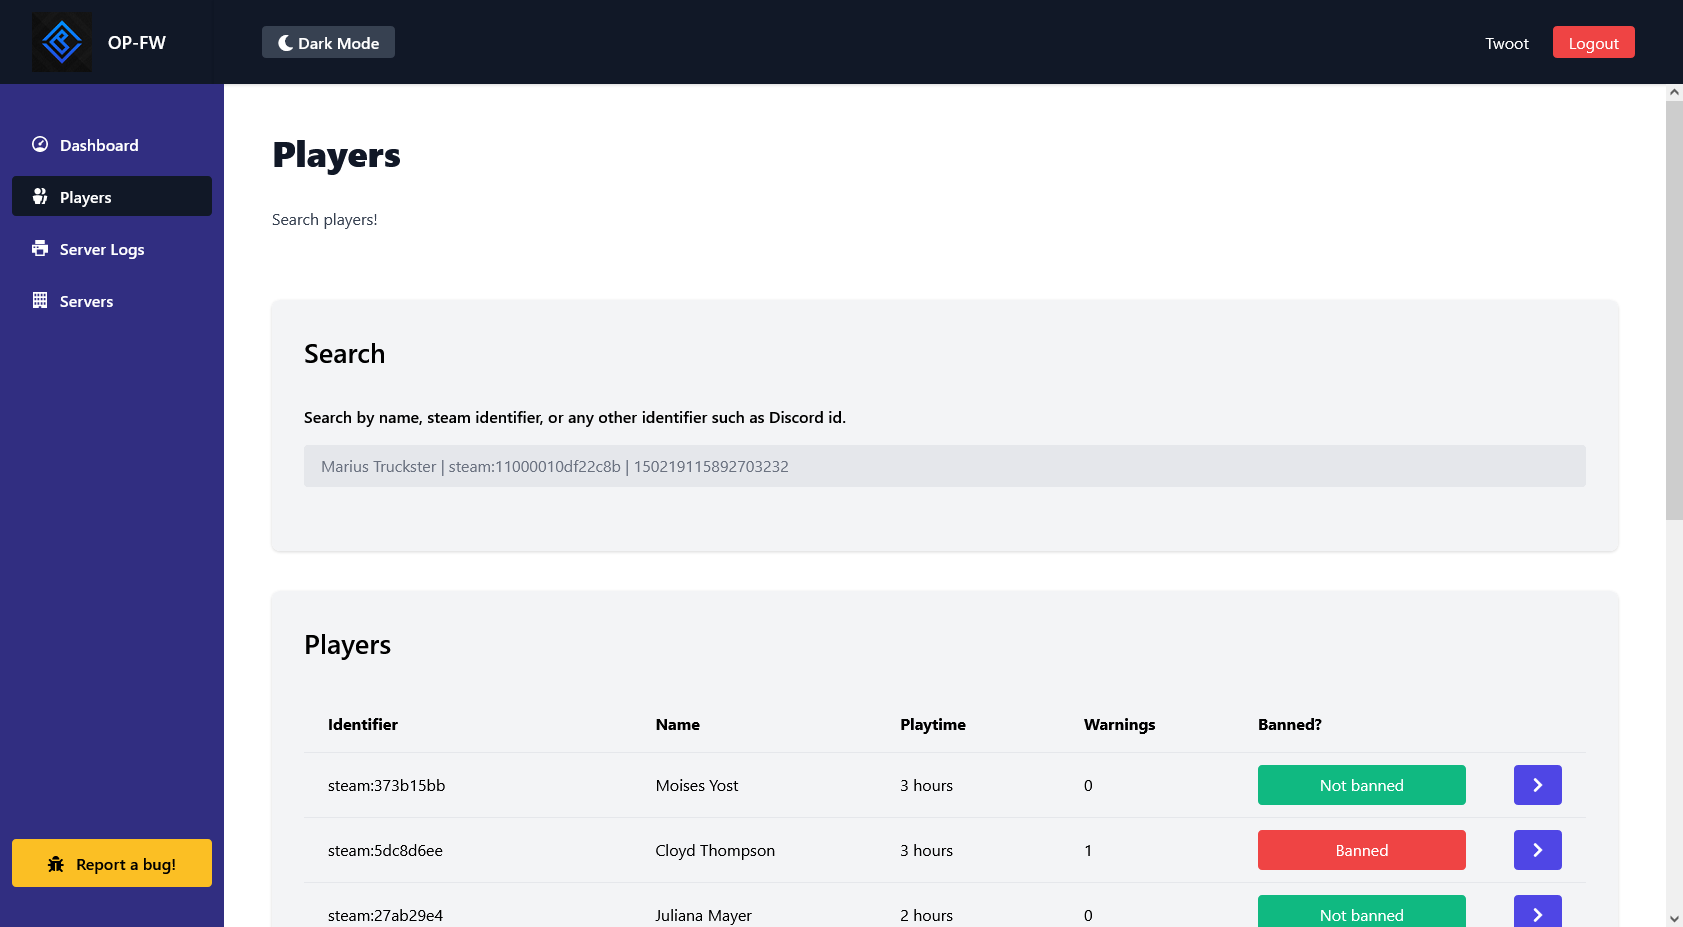 OP-FW
Dark Mode
Twoot
Logout
Dashboard
Players
Server Logs
Servers
Report a bug!
Players
Search players!
Search
Search by name, steam identifier, or any other identifier such as Discord id.
Marius Truckster | steam:11000010df22c8b | 150219115892703232
Players
Identifier Name Playtime Warnings Banned?
steam:373b15bb Moises Yost 3 hours 0 Not banned
steam:5dc8d6ee Cloyd Thompson 3 hours 1 Banned
steam:27ab29e4 Juliana Mayer 2 hours 0 Not banned